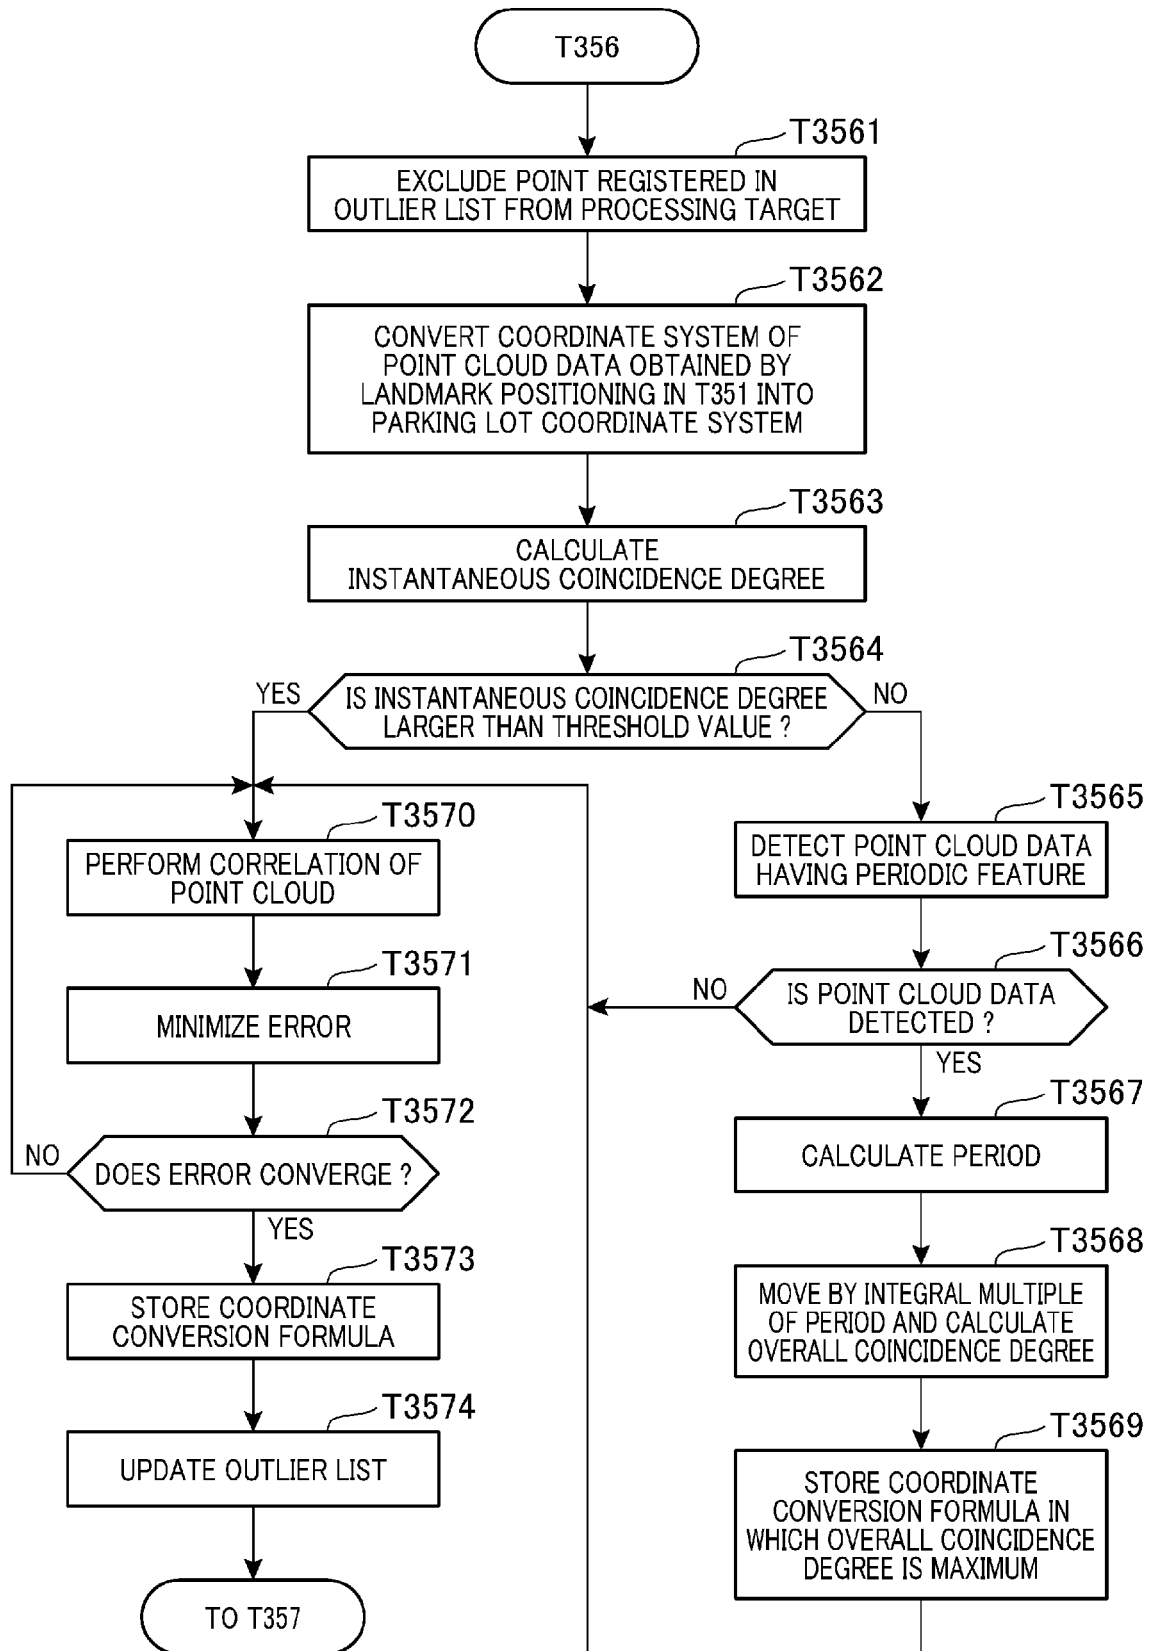 T356
T3561
EXCLUDE POINT REGISTERED IN
OUTLIER LIST FROM PROCESSING TARGET
T3562
CONVERT COORDINATE SYSTEM OF
POINT CLOUD DATA OBTAINED BY
LANDMARK POSITIONING IN T351 INTO
PARKING LOT COORDINATE SYSTEM
T3563
CALCULATE
INSTANTANEOUS COINCIDENCE DEGREE
T3564
YES
IS INSTANTANEOUS COINCIDENCE DEGREE
LARGER THAN THRESHOLD VALUE ?
NO
T3570
PERFORM CORRELATION OF
POINT CLOUD
T3571
MINIMIZE ERROR
T3572
NO
DOES ERROR CONVERGE ?
YES
T3573
STORE COORDINATE
CONVERSION FORMULA
T3574
UPDATE OUTLIER LIST
TO T357
T3565
DETECT POINT CLOUD DATA
HAVING PERIODIC FEATURE
T3566
NO
IS POINT CLOUD DATA
DETECTED ?
YES
T3567
CALCULATE PERIOD
T3568
MOVE BY INTEGRAL MULTIPLE
OF PERIOD AND CALCULATE
OVERALL COINCIDENCE DEGREE
T3569
STORE COORDINATE
CONVERSION FORMULA IN
WHICH OVERALL COINCIDENCE
DEGREE IS MAXIMUM